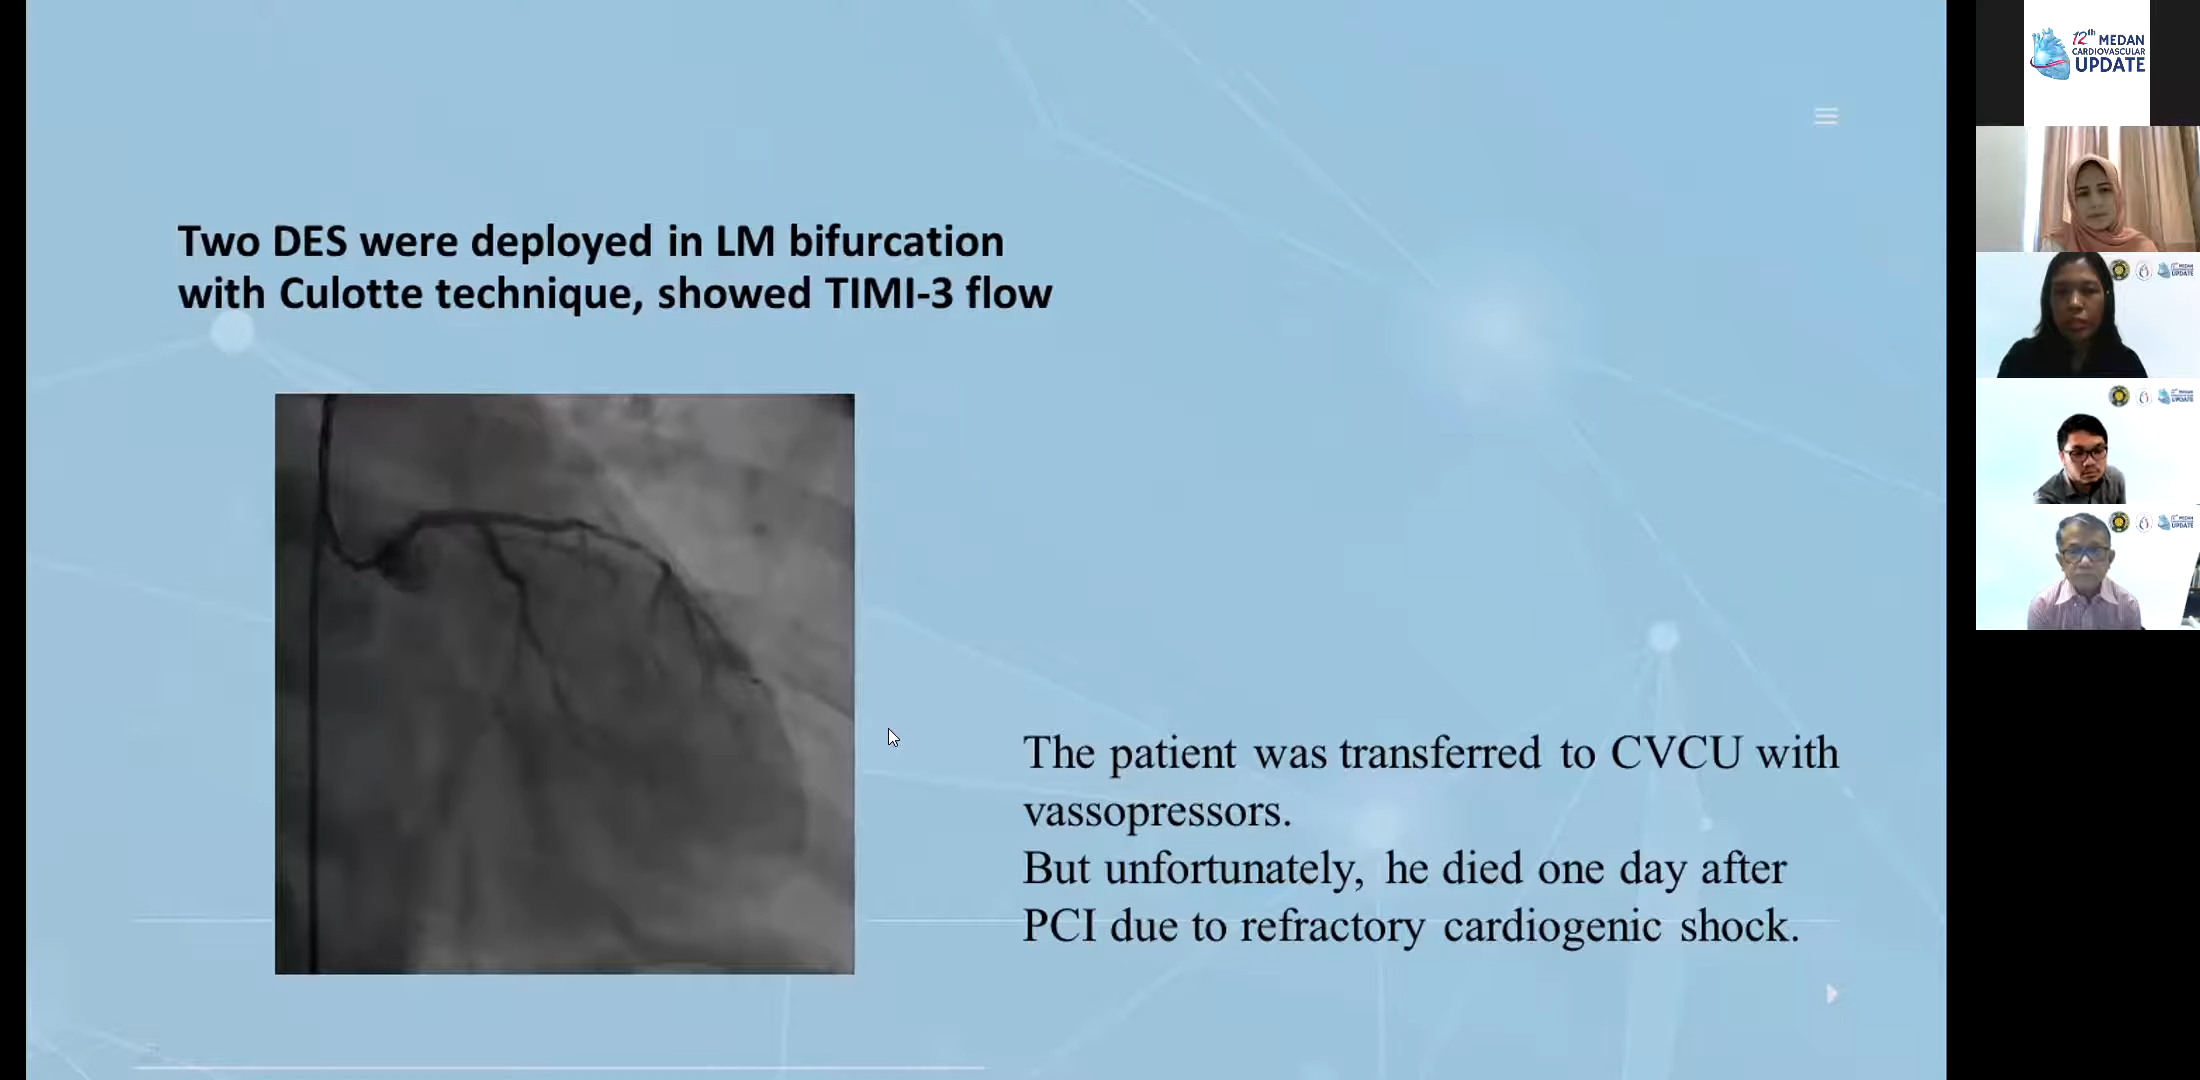 Two DES were deployed in LM bifurcation
with Culotte technique, showed TIMI-3 flow
The patient was transferred to CVCU with
vassopressors.
But unfortunately, he died one day after
PCI due to refractory cardiogenic shock.
12th MEDAN
CARDIOVASCULAR
UPDATE